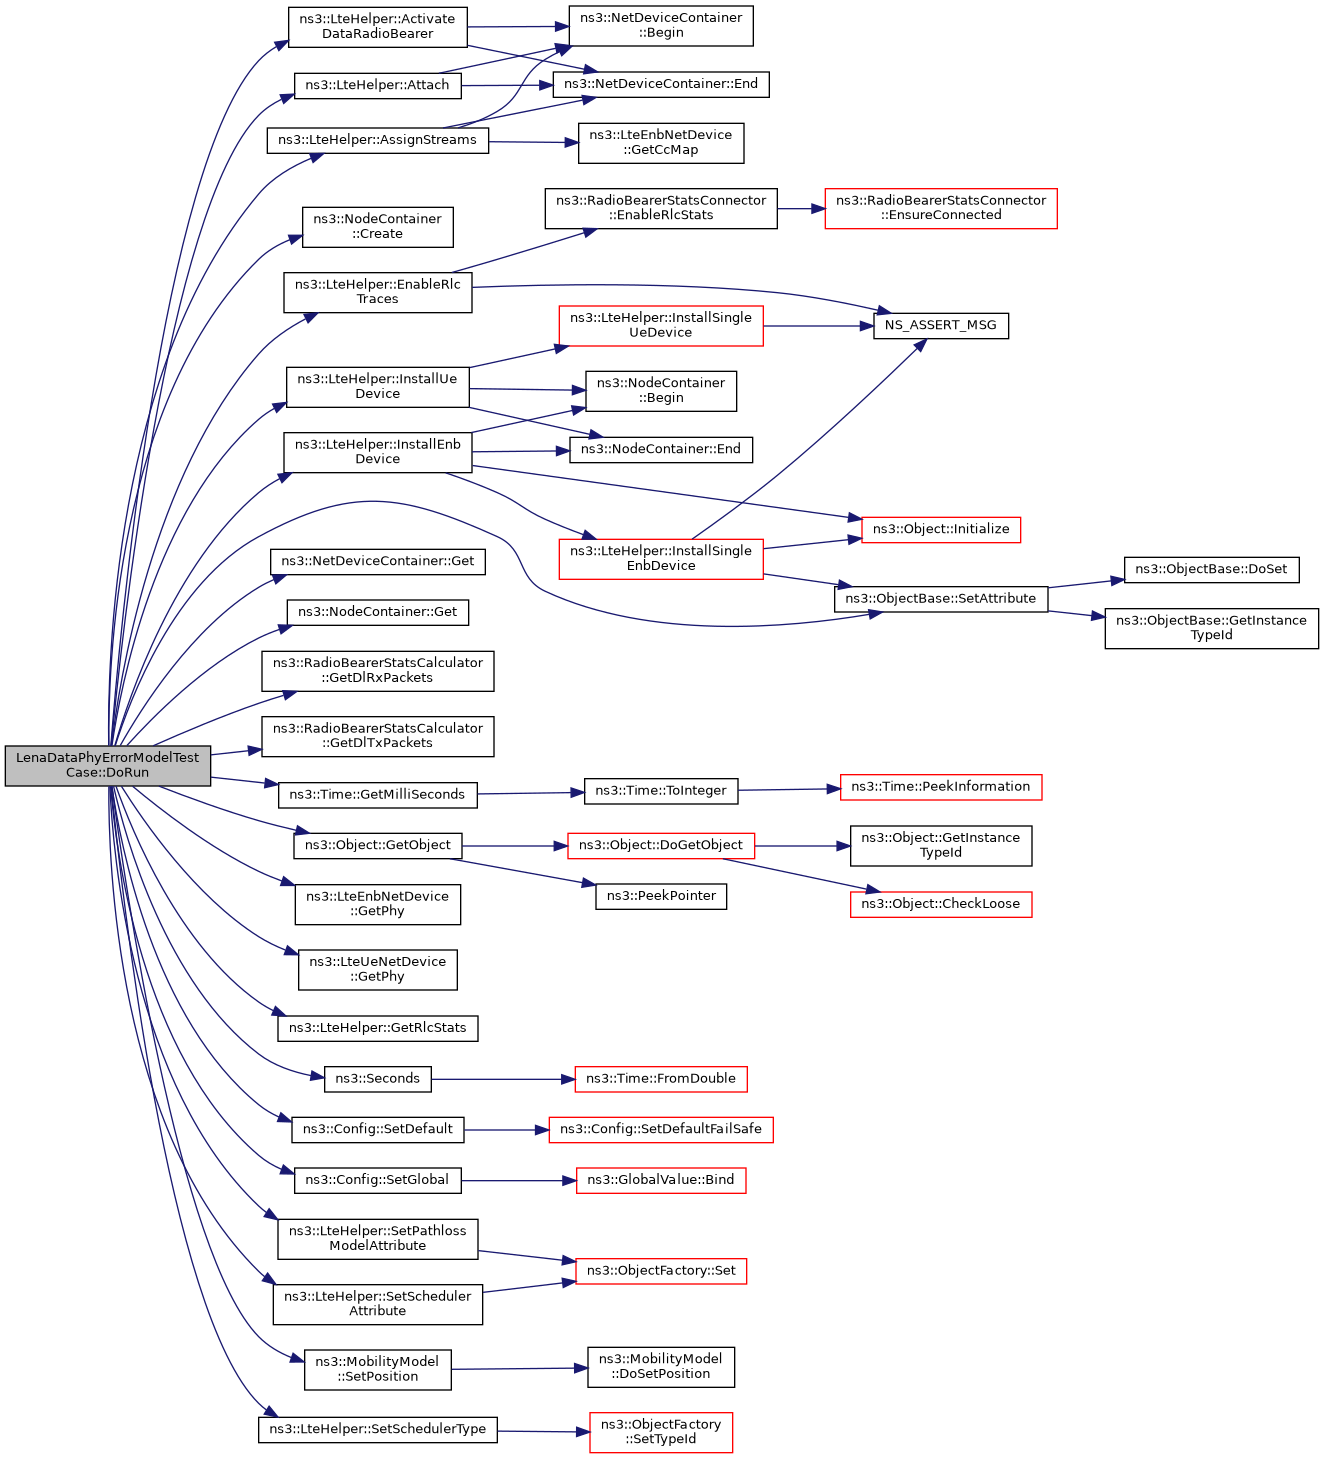 LenaDataPhyErrorModelTest
Case::DoRun
ns3::LteHelper::Activate
DataRadioBearer
ns3::LteHelper::Attach
ns3::LteHelper::AssignStreams
ns3::NodeContainer
::Create
ns3::LteHelper::EnableRlc
Traces
ns3::LteHelper::InstallUe
Device
ns3::LteHelper::InstallEnb
Device
ns3::NetDeviceContainer::Get
ns3::NodeContainer::Get
ns3::RadioBearerStatsCalculator
::GetDlRxPackets
ns3::RadioBearerStatsCalculator
::GetDlTxPackets
ns3::Time::GetMilliSeconds
ns3::Object::GetObject
ns3::LteEnbNetDevice
::GetPhy
ns3::LteUeNetDevice
::GetPhy
ns3::LteHelper::GetRlcStats
ns3::Seconds
ns3::Config::SetDefault
ns3::Config::SetGlobal
ns3::LteHelper::SetPathloss
ModelAttribute
ns3::LteHelper::SetScheduler
Attribute
ns3::MobilityModel
::SetPosition
ns3::LteHelper::SetSchedulerType
ns3::NetDeviceContainer
::Begin
ns3::NetDeviceContainer::End
ns3::LteEnbNetDevice
::GetCcMap
ns3::RadioBearerStatsConnector
::EnableRlcStats
ns3::LteHelper::InstallSingle
UeDevice
ns3::NodeContainer
::Begin
ns3::NodeContainer::End
ns3::LteHelper::InstallSingle
EnbDevice
ns3::Time::ToInteger
ns3::Object::DoGetObject
ns3::PeekPointer
ns3::Time::FromDouble
ns3::Config::SetDefaultFailSafe
ns3::GlobalValue::Bind
ns3::ObjectFactory::Set
ns3::MobilityModel
::DoSetPosition
ns3::ObjectFactory
::SetTypeId
ns3::RadioBearerStatsConnector
::EnsureConnected
NS_ASSERT_MSG
ns3::Object::Initialize
ns3::ObjectBase::SetAttribute
ns3::Time::PeekInformation
ns3::Object::GetInstance
TypeId
ns3::Object::CheckLoose
ns3::ObjectBase::DoSet
ns3::ObjectBase::GetInstance
TypeId